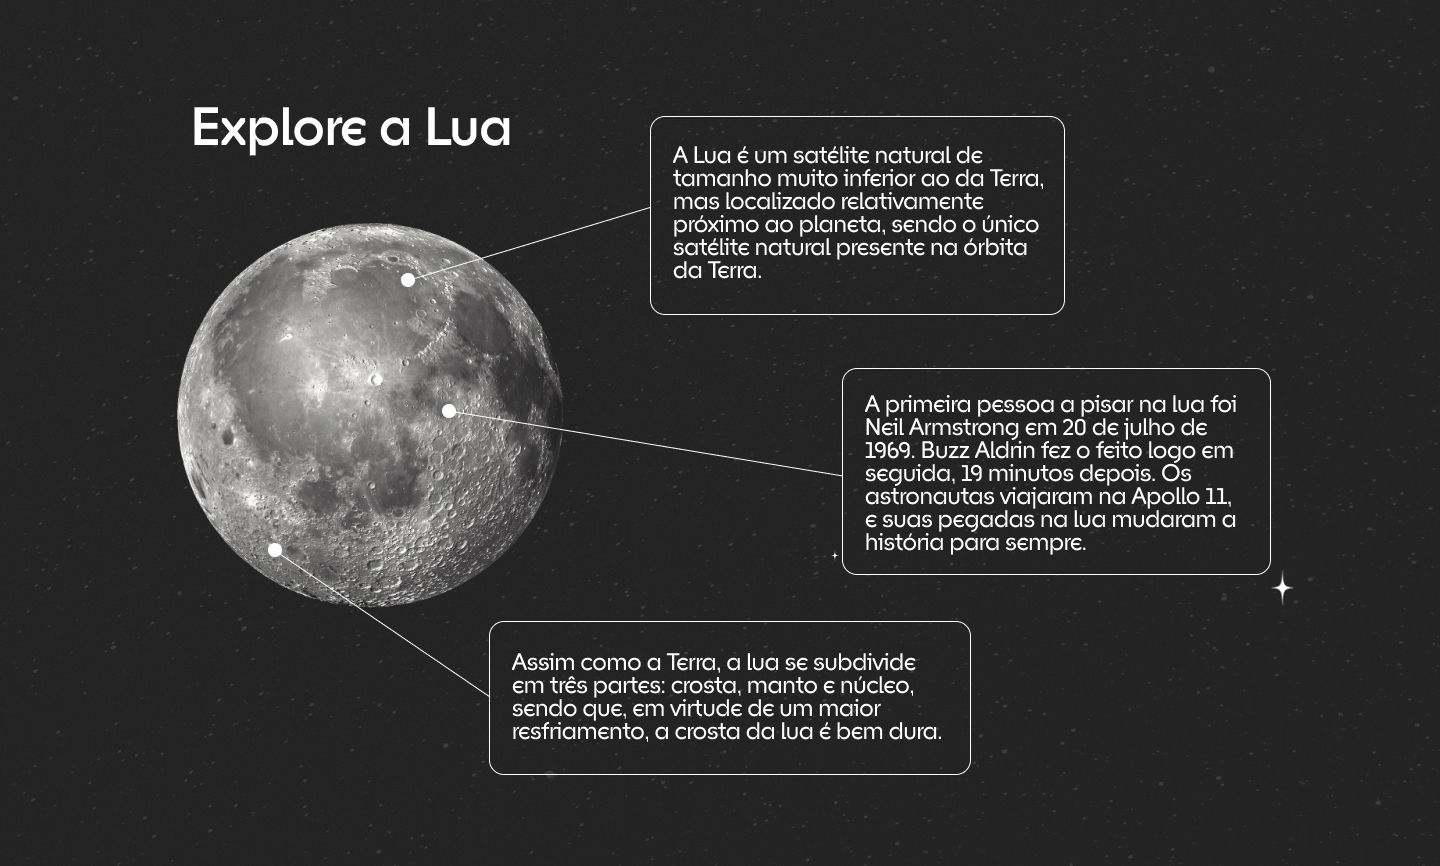 Explore a Lua
A Lua é um satélite natural de
tamanho muito inferior ao da Terra,
mas localizado relativamente
próximo ao planeta, sendo o único
satélite natural presente na órbita
da Terra.
A primeira pessoa a pisar na lua foi
Neil Armstrong em 20 de julho de
1969. Buzz Aldrin fez o feito logo em
seguida, 19 minutos depois. Os
astronautas viajaram na Apollo 11,
e suas pegadas na lua mudaram a
história para sempre.
Assim como a Terra, a lua se subdivide
em três partes: crosta, manto e núcleo,
sendo que, em virtude de um maior
resfriamento, a crosta da lua é bem dura.